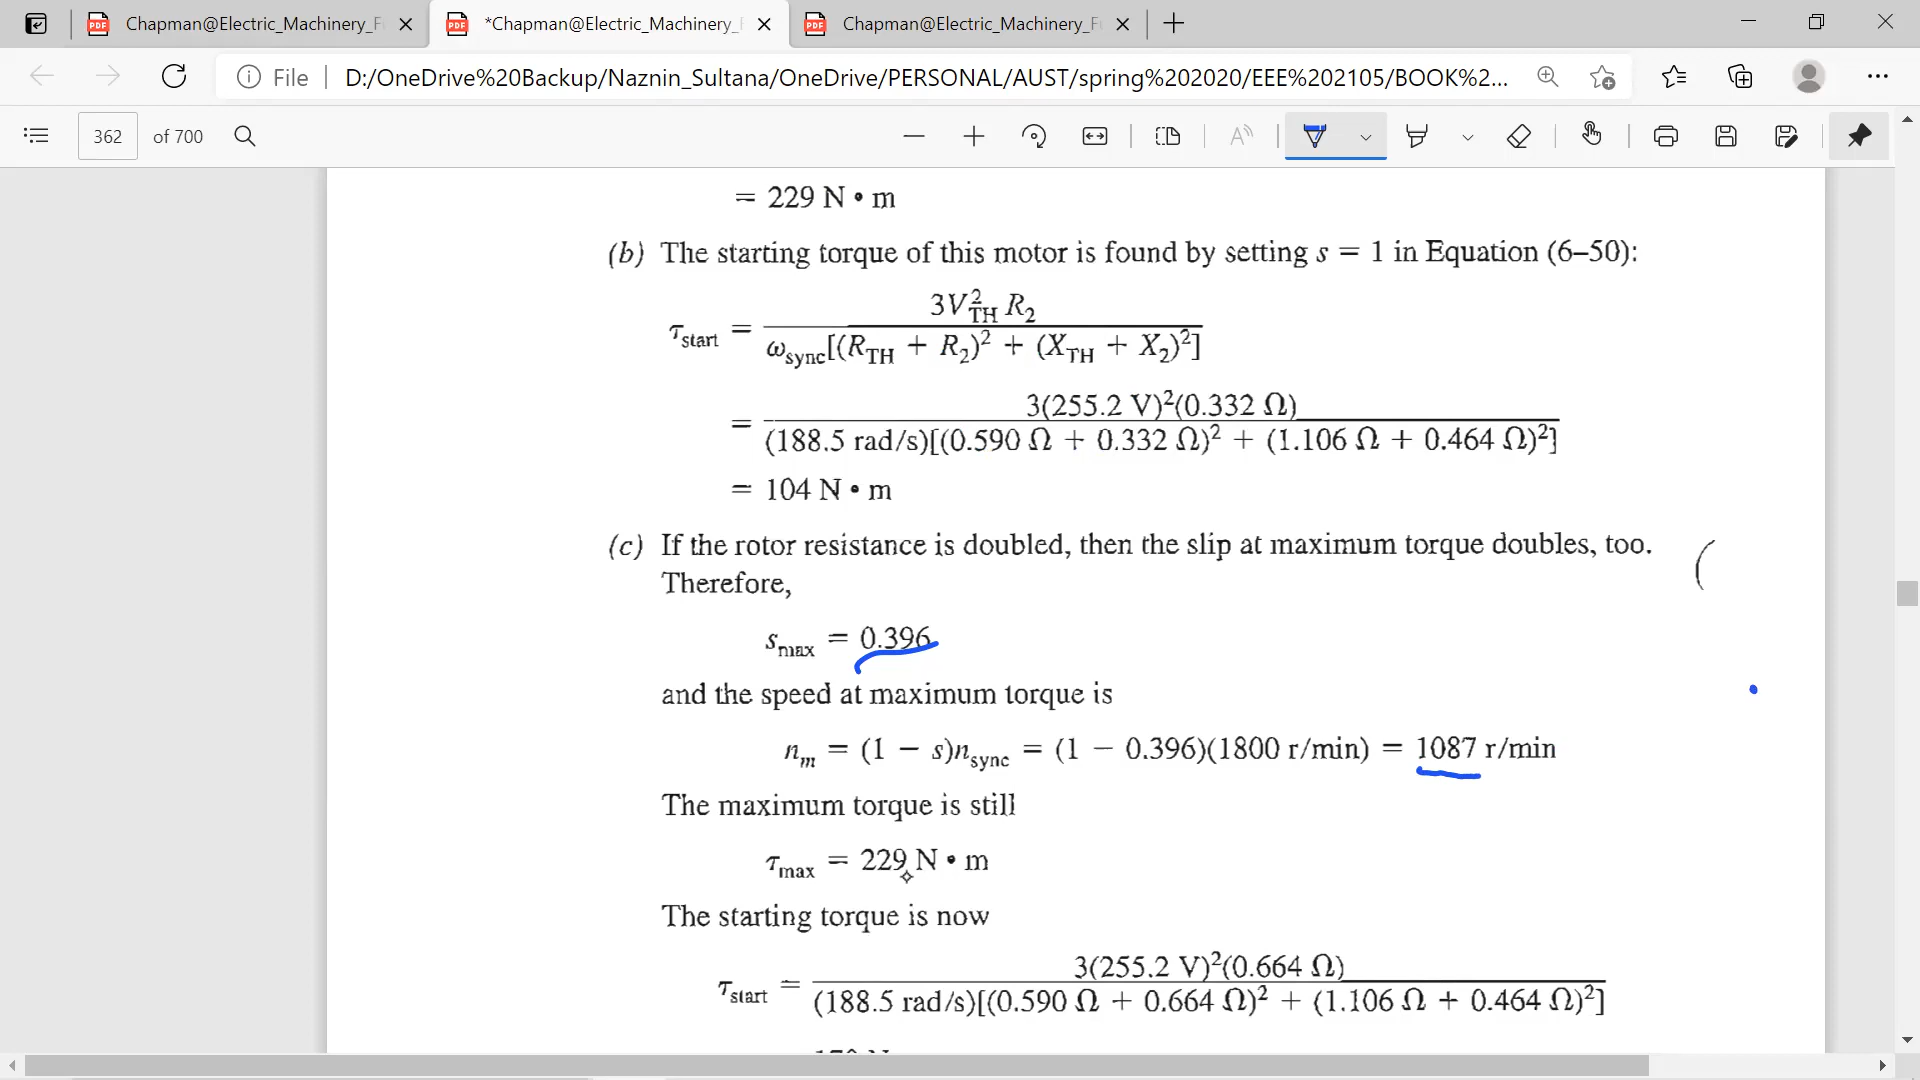 Chapman@Electric_Machinery_F
*Chapman@Electric_Machinery_F
Chapman@Electric_Machinery_F
File
D:/OneDrive%20Backup/Naznin_Sultana/OneDrive/PERSONAL/AUST/spring%202020/EEE%202105/BOOK%2...
362 of 700
= 229 N • m
(b) The starting torque of this motor is found by setting s = 1 in Equation (6–50):
τstart = 3V²TH R2 / ωsync[(RTH + R2)² + (XTH + X2)²]
= 3(255.2 V)²(0.332 Ω) / (188.5 rad/s)[(0.590 Ω + 0.332 Ω)² + (1.106 Ω + 0.464 Ω)²]
= 104 N • m
(c) If the rotor resistance is doubled, then the slip at maximum torque doubles, too.
Therefore,
smax = 0.396
and the speed at maximum torque is
nm = (1 − s)nsync = (1 − 0.396)(1800 r/min) = 1087 r/min
The maximum torque is still
τmax = 229 N • m
The starting torque is now
τstart = 3(255.2 V)²(0.664 Ω) / (188.5 rad/s)[(0.590 Ω + 0.664 Ω)² + (1.106 Ω + 0.464 Ω)²]